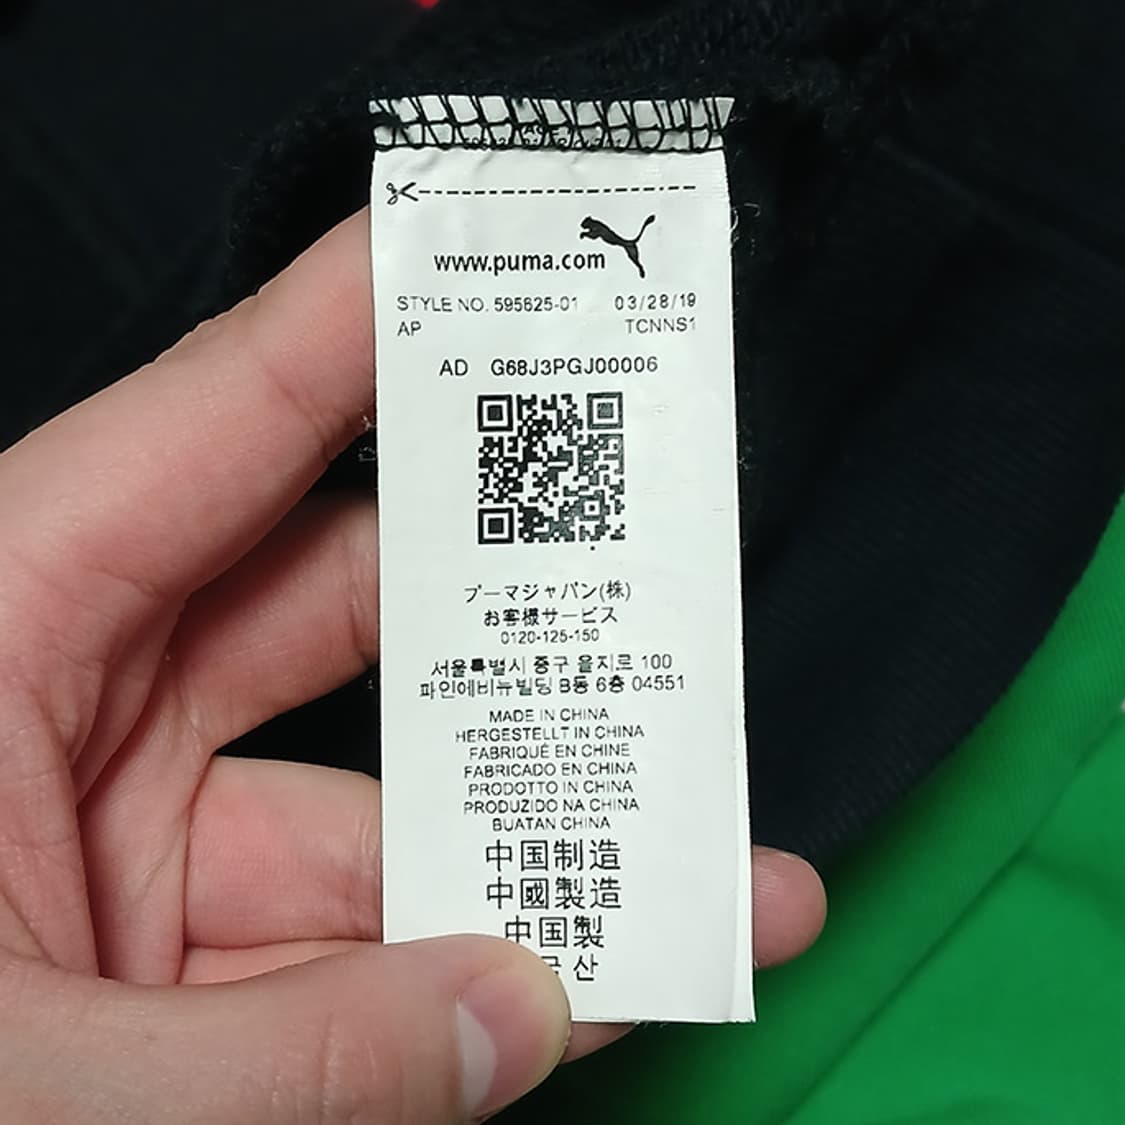 www.puma.com
STYLE NO. 595625-01 03/28/19
AP TCNNS1
AD G68J3PGJ00006
プーマジャパン(株)
お客様サービス
0120-125-150
서울특별시 중구 을지로 100
파인에비뉴빌딩 B동 6층 04551
MADE IN CHINA
HERGESTELLT IN CHINA
FABRIQUÉ EN CHINE
FABRICADO EN CHINA
PRODOTTO IN CHINA
PRODUZIDO NA CHINA
BUATAN CHINA
中国制造
中國製造
中国製
산